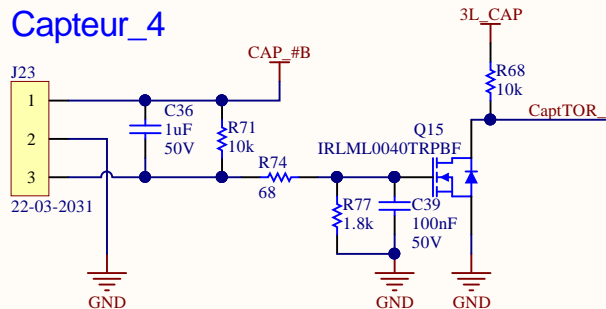 Capteur_4
3L_CAP
CAP_#B
J23
1
2
3
22-03-2031
C36
1uF
50V
R71
10k
R74
68
R77
1.8k
C39
100nF
50V
Q15
IRLML0040TRPBF
R68
10k
CaptTOR_
GND
GND
GND